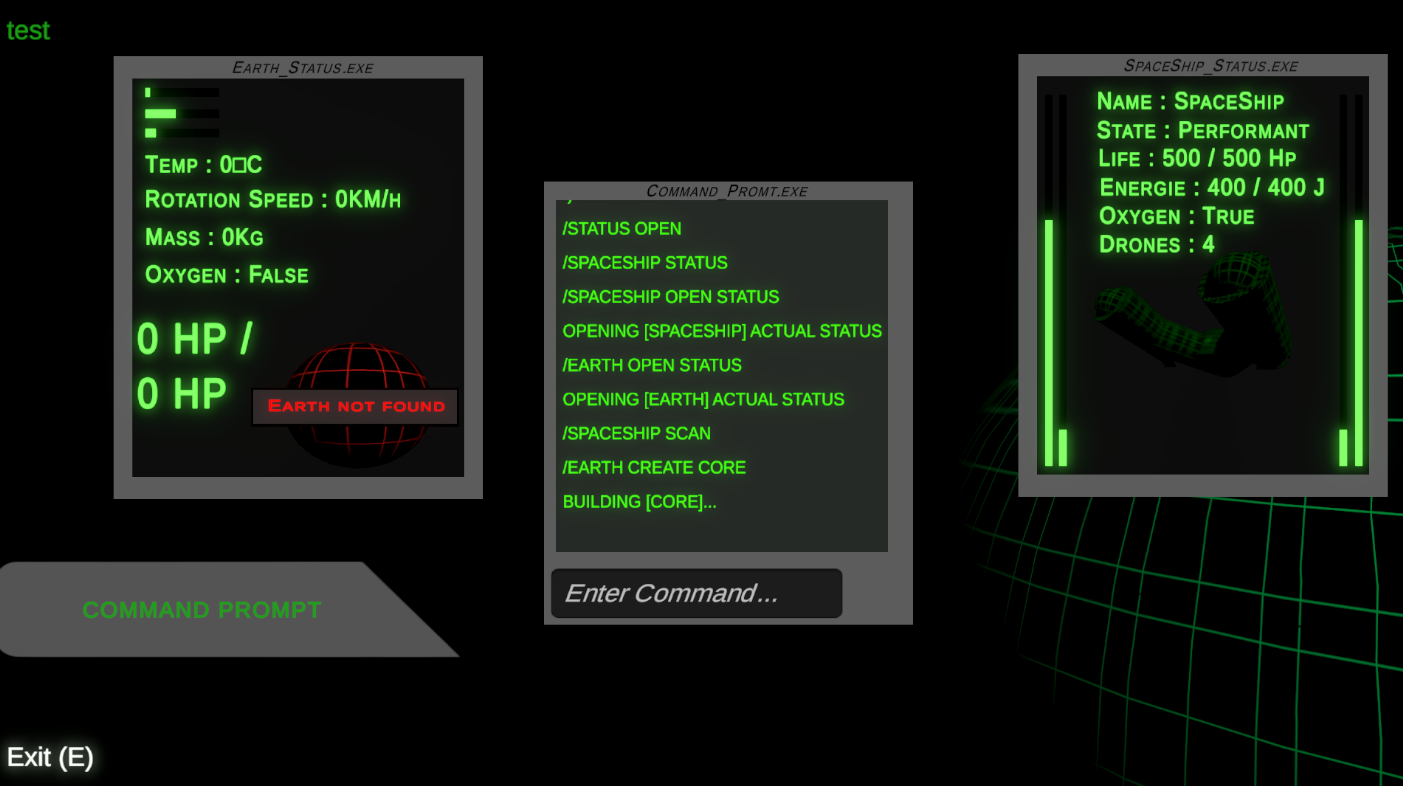 test
Earth_Status.exe
Temp : 0□C
Rotation Speed : 0KM/h
Mass : 0Kg
Oxygen : False
0 HP /
0 HP
Earth not found
Command_Promt.exe
/STATUS OPEN
/SPACESHIP STATUS
/SPACESHIP OPEN STATUS
OPENING [SPACESHIP] ACTUAL STATUS
/EARTH OPEN STATUS
OPENING [EARTH] ACTUAL STATUS
/SPACESHIP SCAN
/EARTH CREATE CORE
BUILDING [CORE]...
Enter Command...
SpaceShip_Status.exe
Name : SpaceShip
State : Performant
Life : 500 / 500 Hp
Energie : 400 / 400 J
Oxygen : True
Drones : 4
COMMAND PROMPT
Exit (E)